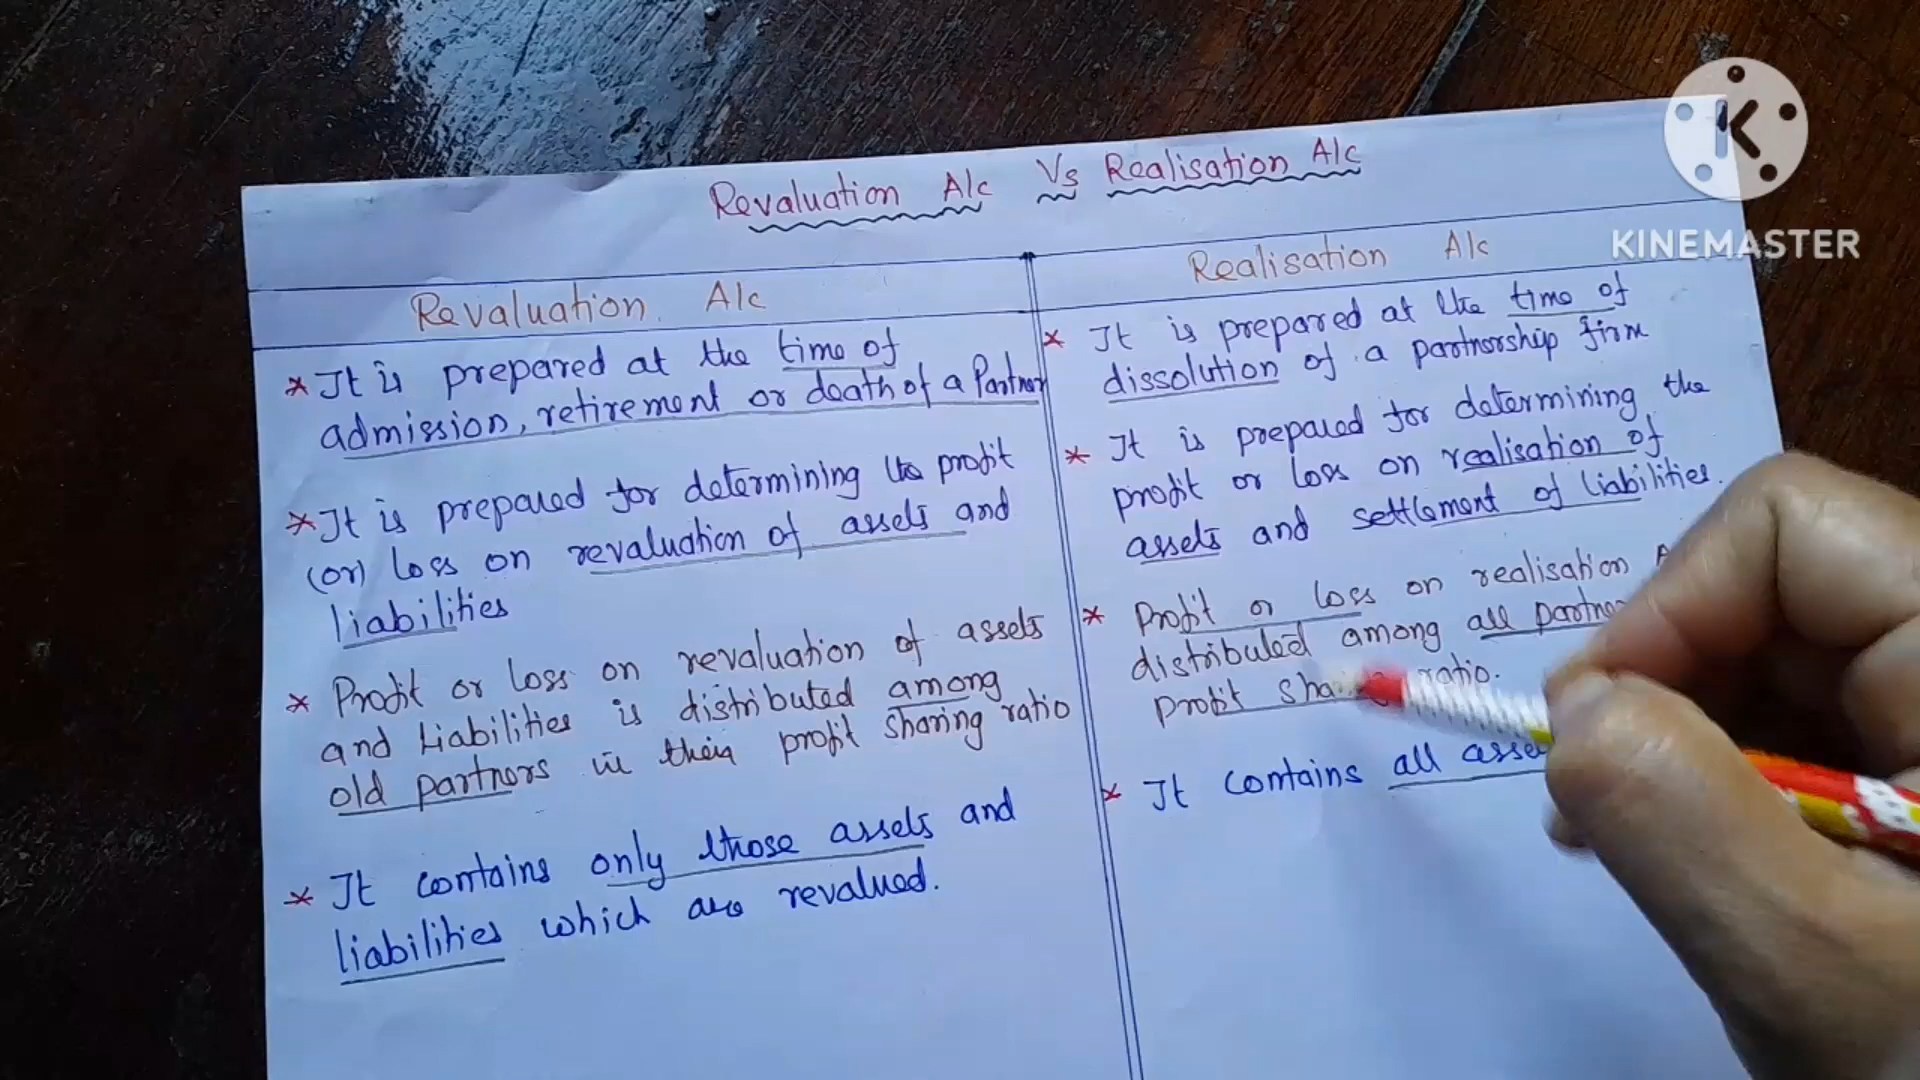 Revaluation A/c Vs Realisation A/c
Revaluation A/c
* It is prepared at the time of
admission, retirement or death of a Partner
* It is prepared for determining the profit
(or) loss on revaluation of assets and
liabilities
* Profit or loss on revaluation of assets
and Liabilities is distributed among
old partners in their profit sharing ratio
* It contains only those assets and
liabilities which are revalued.
Realisation A/c
* It is prepared at the time of
dissolution of a partnership firm
* It is prepared for determining the
profit or loss on realisation of
assets and settlement of liabilities.
* Profit or loss on realisation
distributed among all
profit ratio.
* It contains all
K
KINEMASTER